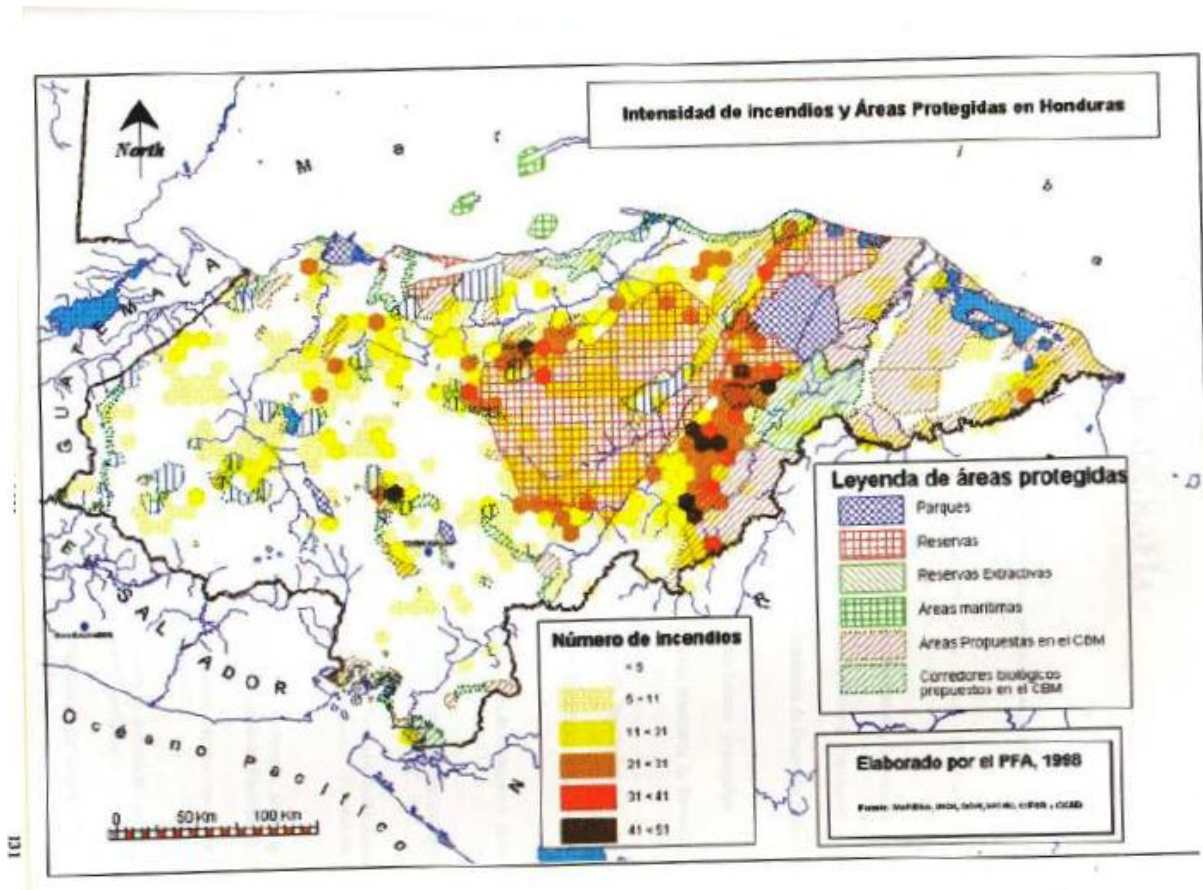 Intensidad de incendios y Áreas Protegidas en Honduras
North
M a r
i b e
GUATEMALA
EL SALVADOR
Océano Pacífico
N
R
0 50 Km 100 Km
Número de incendios
< 5
5 < 11
11 < 21
21 < 31
31 < 41
41 < 51
Leyenda de áreas protegidas
Parques
Reservas
Reservas Extractivas
Áreas marítimas
Áreas Propuestas en el CBM
Corredores biológicos
propuestos en el CBM
Elaborado por el PFA, 1998
131